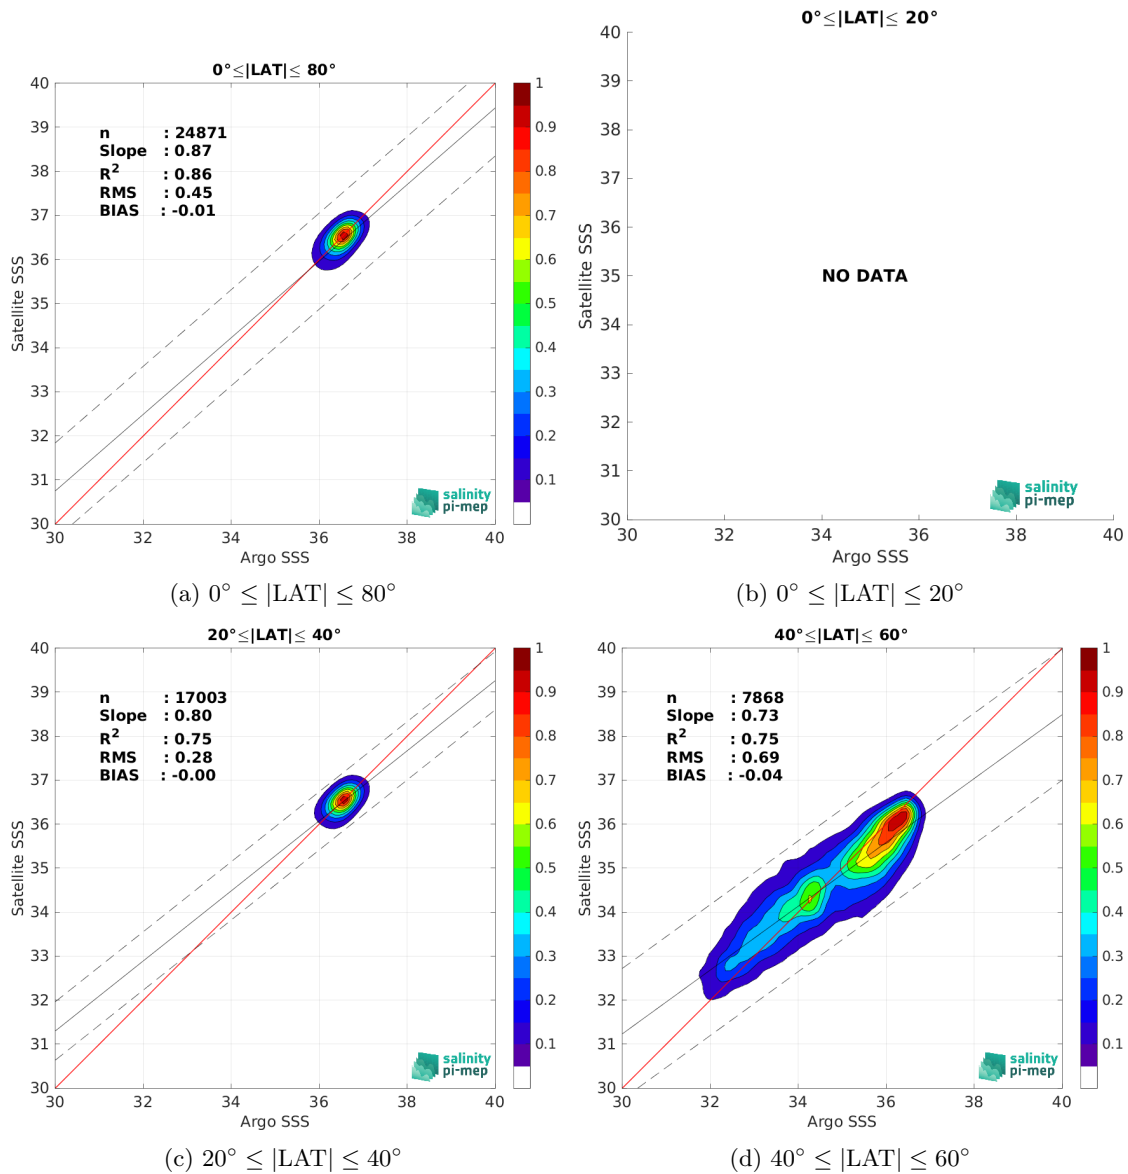 0°≤|LAT|≤ 80°
n : 24871
Slope : 0.87
R² : 0.86
RMS : 0.45
BIAS : -0.01
40
39
38
37
36
35
34
33
32
31
30
30 32 34 36 38 40
Satellite SSS
Argo SSS
1
0.9
0.8
0.7
0.6
0.5
0.4
0.3
0.2
0.1
salinity
pi-mep
(a) 0° ≤ |LAT| ≤ 80°
0°≤|LAT|≤ 20°
NO DATA
40
39
38
37
36
35
34
33
32
31
30
30 32 34 36 38 40
Satellite SSS
Argo SSS
salinity
pi-mep
(b) 0° ≤ |LAT| ≤ 20°
20°≤|LAT|≤ 40°
n : 17003
Slope : 0.80
R² : 0.75
RMS : 0.28
BIAS : -0.00
40
39
38
37
36
35
34
33
32
31
30
30 32 34 36 38 40
Satellite SSS
Argo SSS
1
0.9
0.8
0.7
0.6
0.5
0.4
0.3
0.2
0.1
salinity
pi-mep
(c) 20° ≤ |LAT| ≤ 40°
40°≤|LAT|≤ 60°
n : 7868
Slope : 0.73
R² : 0.75
RMS : 0.69
BIAS : -0.04
40
39
38
37
36
35
34
33
32
31
30
30 32 34 36 38 40
Satellite SSS
Argo SSS
1
0.9
0.8
0.7
0.6
0.5
0.4
0.3
0.2
0.1
salinity
pi-mep
(d) 40° ≤ |LAT| ≤ 60°